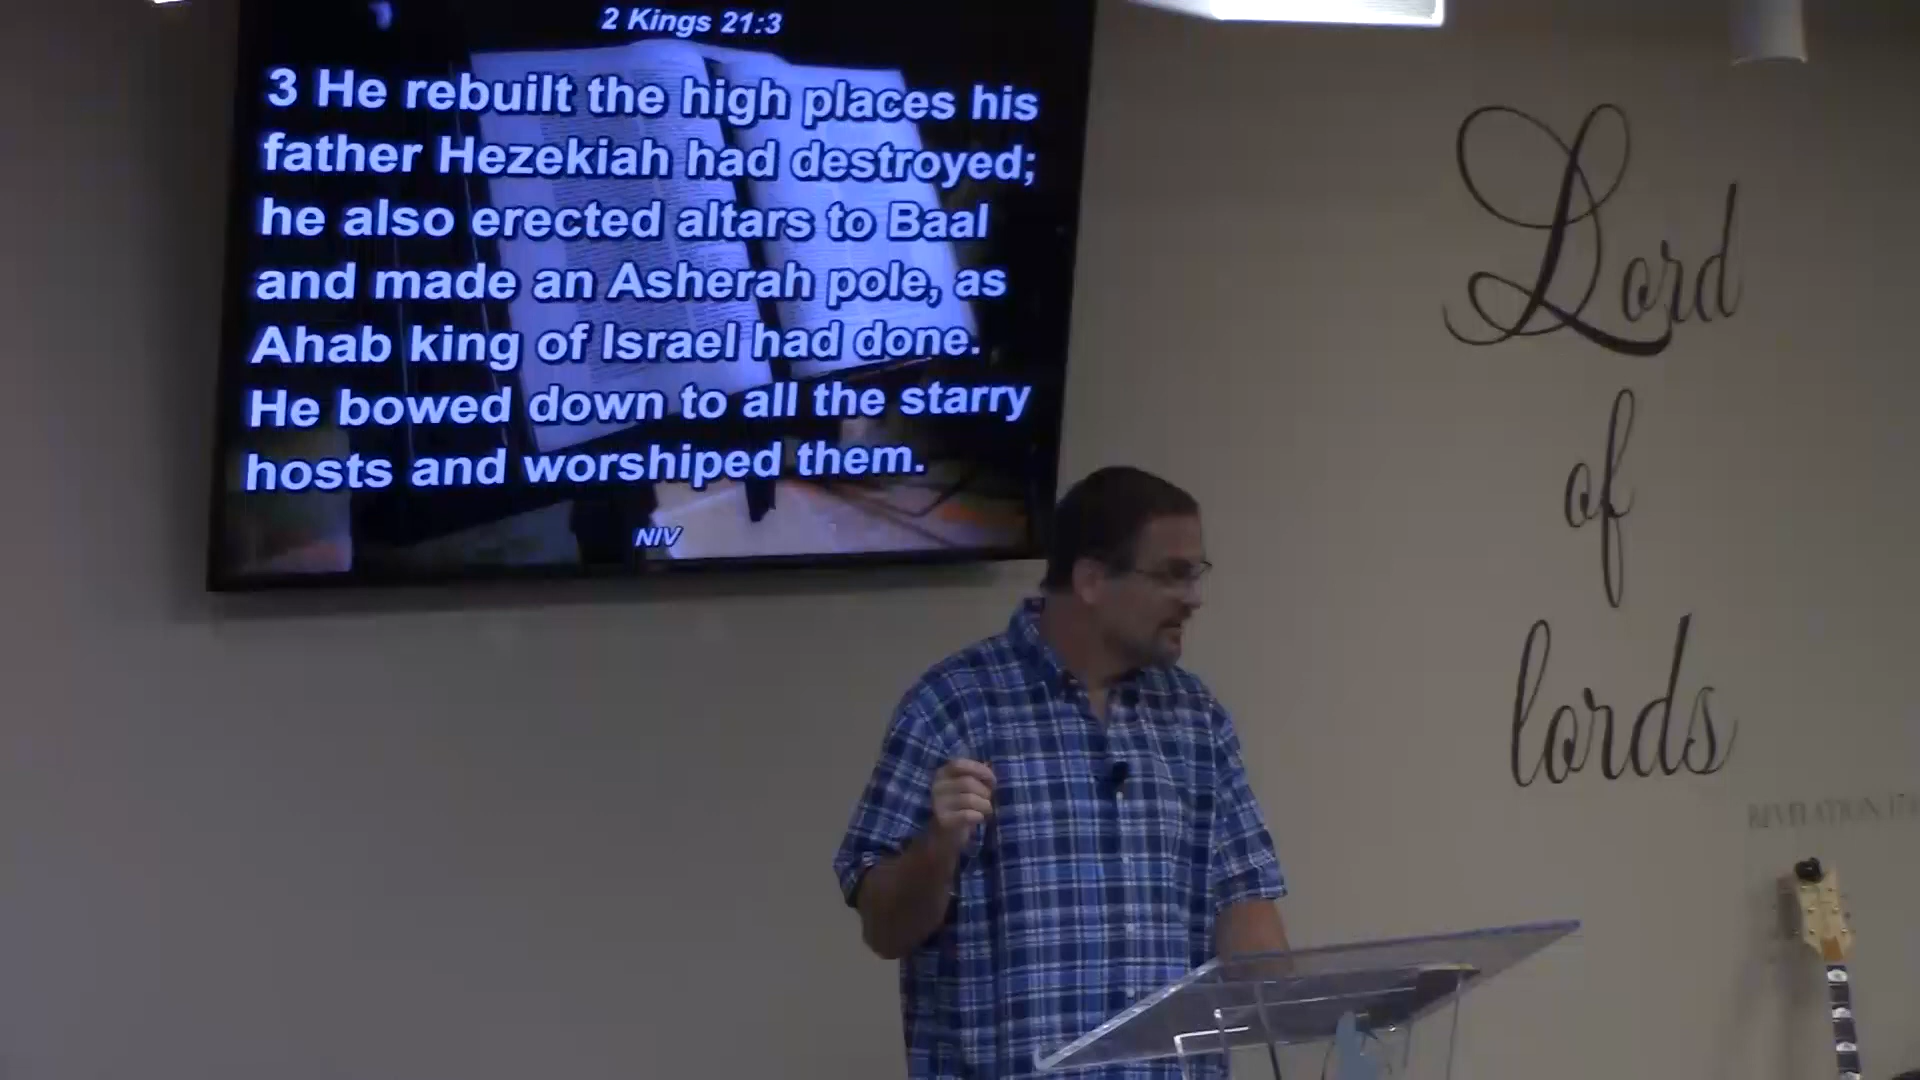 2 Kings 21:3
3 He rebuilt the high places his
father Hezekiah had destroyed;
he also erected altars to Baal
and made an Asherah pole, as
Ahab king of Israel had done.
He bowed down to all the starry
hosts and worshiped them.
NIV
Lord
of
lords
REVELATION